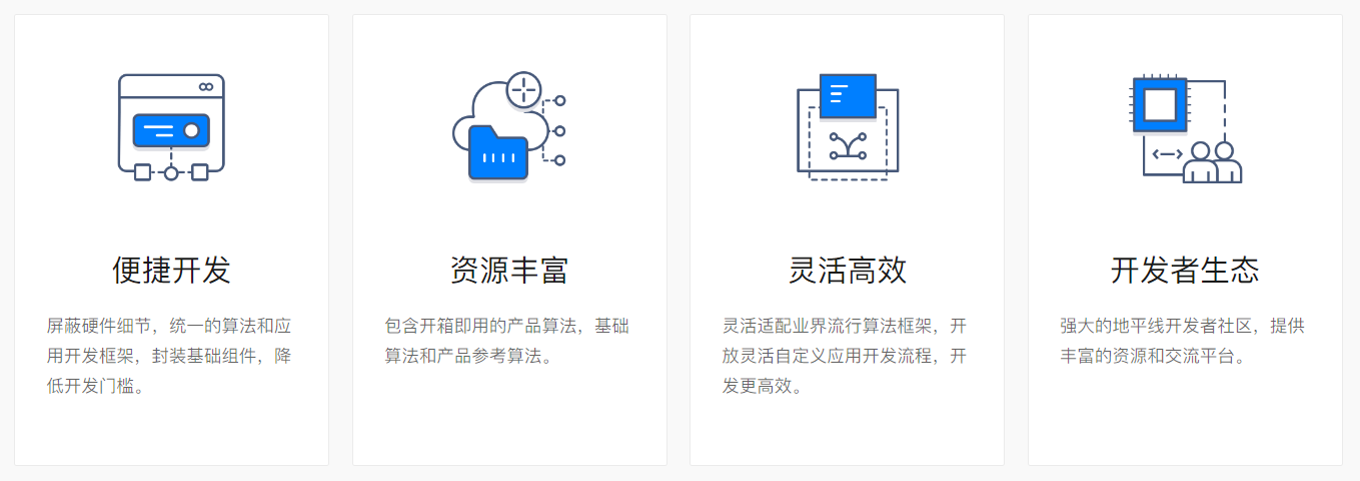 便捷开发
屏蔽硬件细节，统一的算法和应
用开发框架，封装基础组件，降
低开发门槛。
资源丰富
包含开箱即用的产品算法，基础
算法和产品参考算法。
灵活高效
灵活适配业界流行算法框架，开
放灵活自定义应用开发流程，开
发更高效。
开发者生态
强大的地平线开发者社区，提供
丰富的资源和交流平台。